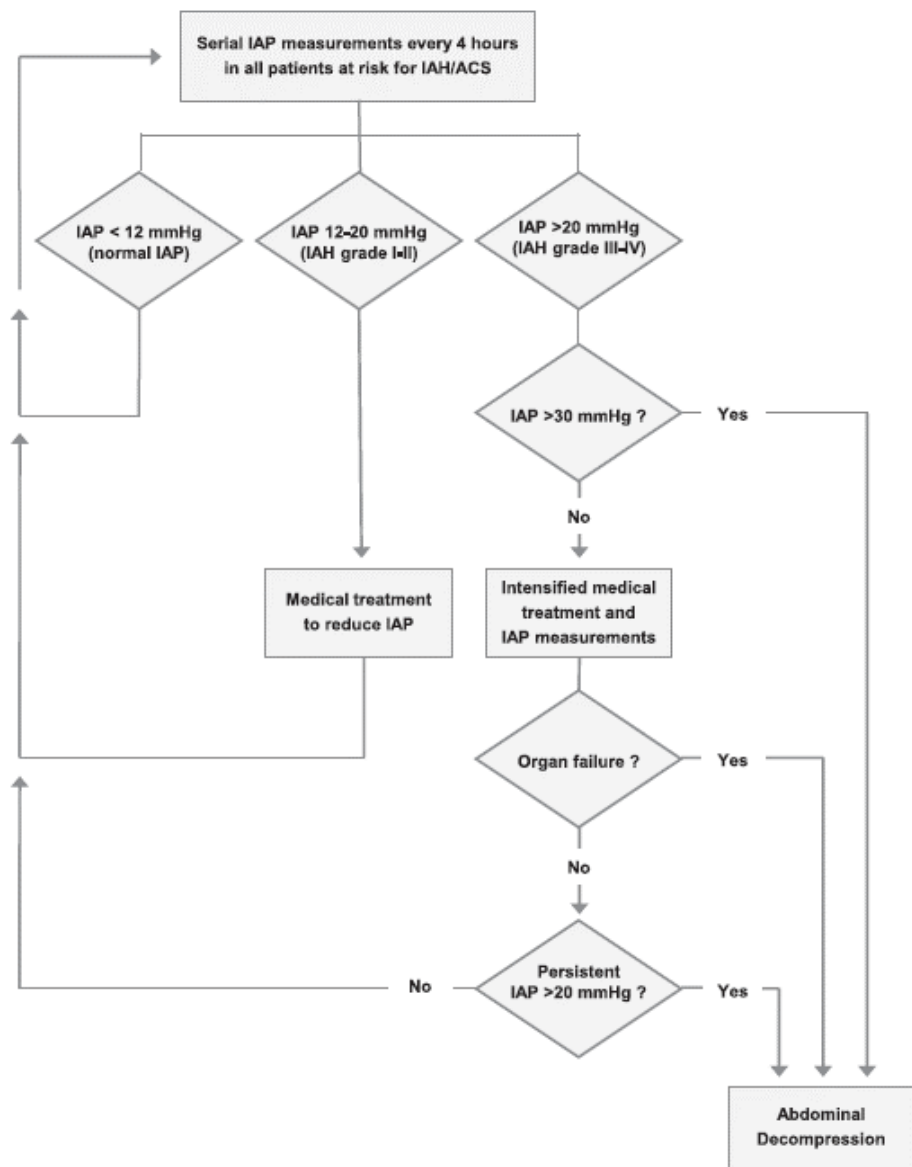 Serial IAP measurements every 4 hours
in all patients at risk for IAH/ACS
IAP < 12 mmHg
(normal IAP)
IAP 12-20 mmHg
(IAH grade I-II)
IAP >20 mmHg
(IAH grade III-IV)
IAP >30 mmHg ?
Yes
No
Medical treatment
to reduce IAP
Intensified medical
treatment and
IAP measurements
Organ failure ?
Yes
No
Persistent
IAP >20 mmHg ?
No
Yes
Abdominal
Decompression